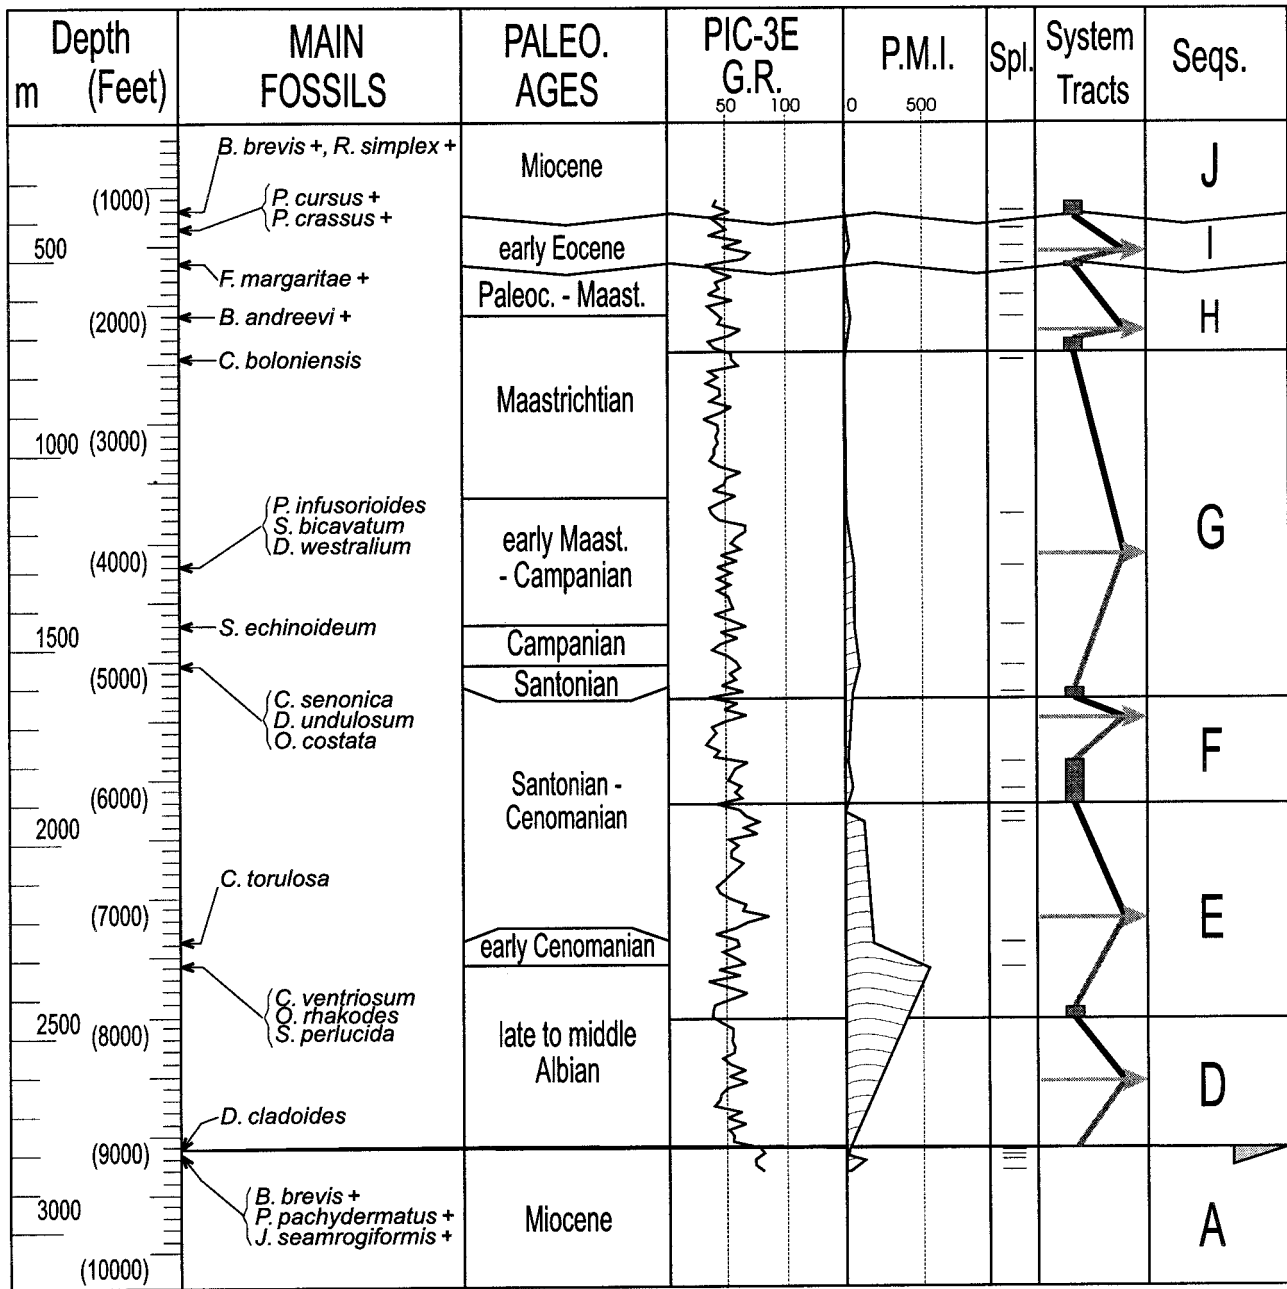 Depth
m (Feet)
MAIN
FOSSILS
PALEO.
AGES
PIC-3E
G.R.
50 100
P.M.I.
0 500
Spl.
System
Tracts
Seqs.
B. brevis +, R. simplex +
Miocene
J
(1000)
P. cursus +
P. crassus +
500
early Eocene
I
F. margaritae +
Paleoc. - Maast.
H
(2000)
B. andreevi +
C. boloniensis
Maastrichtian
1000 (3000)
P. infusorioides
S. bicavatum
D. westralium
early Maast.
- Campanian
G
(4000)
S. echinoideum
1500
Campanian
(5000)
Santonian
C. senonica
D. undulosum
O. costata
F
Santonian -
Cenomanian
(6000)
2000
C. torulosa
(7000)
E
early Cenomanian
C. ventriosum
O. rhakodes
S. perlucida
2500 (8000)
late to middle
Albian
D
D. cladoides
(9000)
B. brevis +
P. pachydermatus +
J. seamrogiformis +
3000
Miocene
A
(10000)